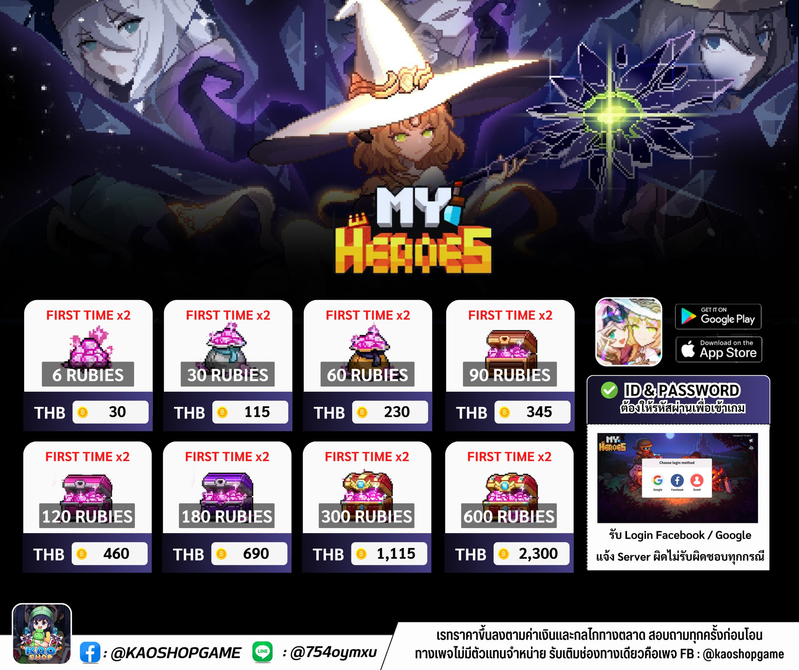 MY
HEROES
FIRST TIME x2
6 RUBIES
THB 30
FIRST TIME x2
30 RUBIES
THB 115
FIRST TIME x2
60 RUBIES
THB 230
FIRST TIME x2
90 RUBIES
THB 345
FIRST TIME x2
120 RUBIES
THB 460
FIRST TIME x2
180 RUBIES
THB 690
FIRST TIME x2
300 RUBIES
THB 1,115
FIRST TIME x2
600 RUBIES
THB 2,300
GET IT ON
Google Play
Download on the
App Store
ID & PASSWORD
ต้องให้รหัสผ่านเพื่อเข้าเกม
MY
HEROES
Choose login method
Google Facebook
รับ Login Facebook / Google
แจ้ง Server ผิดไม่รับผิดชอบทุกกรณี
KAO
SHOP
: @KAOSHOPGAME : @754oymxu
เรทราคาขึ้นลงตามค่าเงินและกลไกทางตลาด สอบถามทุกครั้งก่อนโอน
ทางเพจไม่มีตัวแทนจำหน่าย รับเติมช่องทางเดียวคือเพจ FB : @kaoshopgame